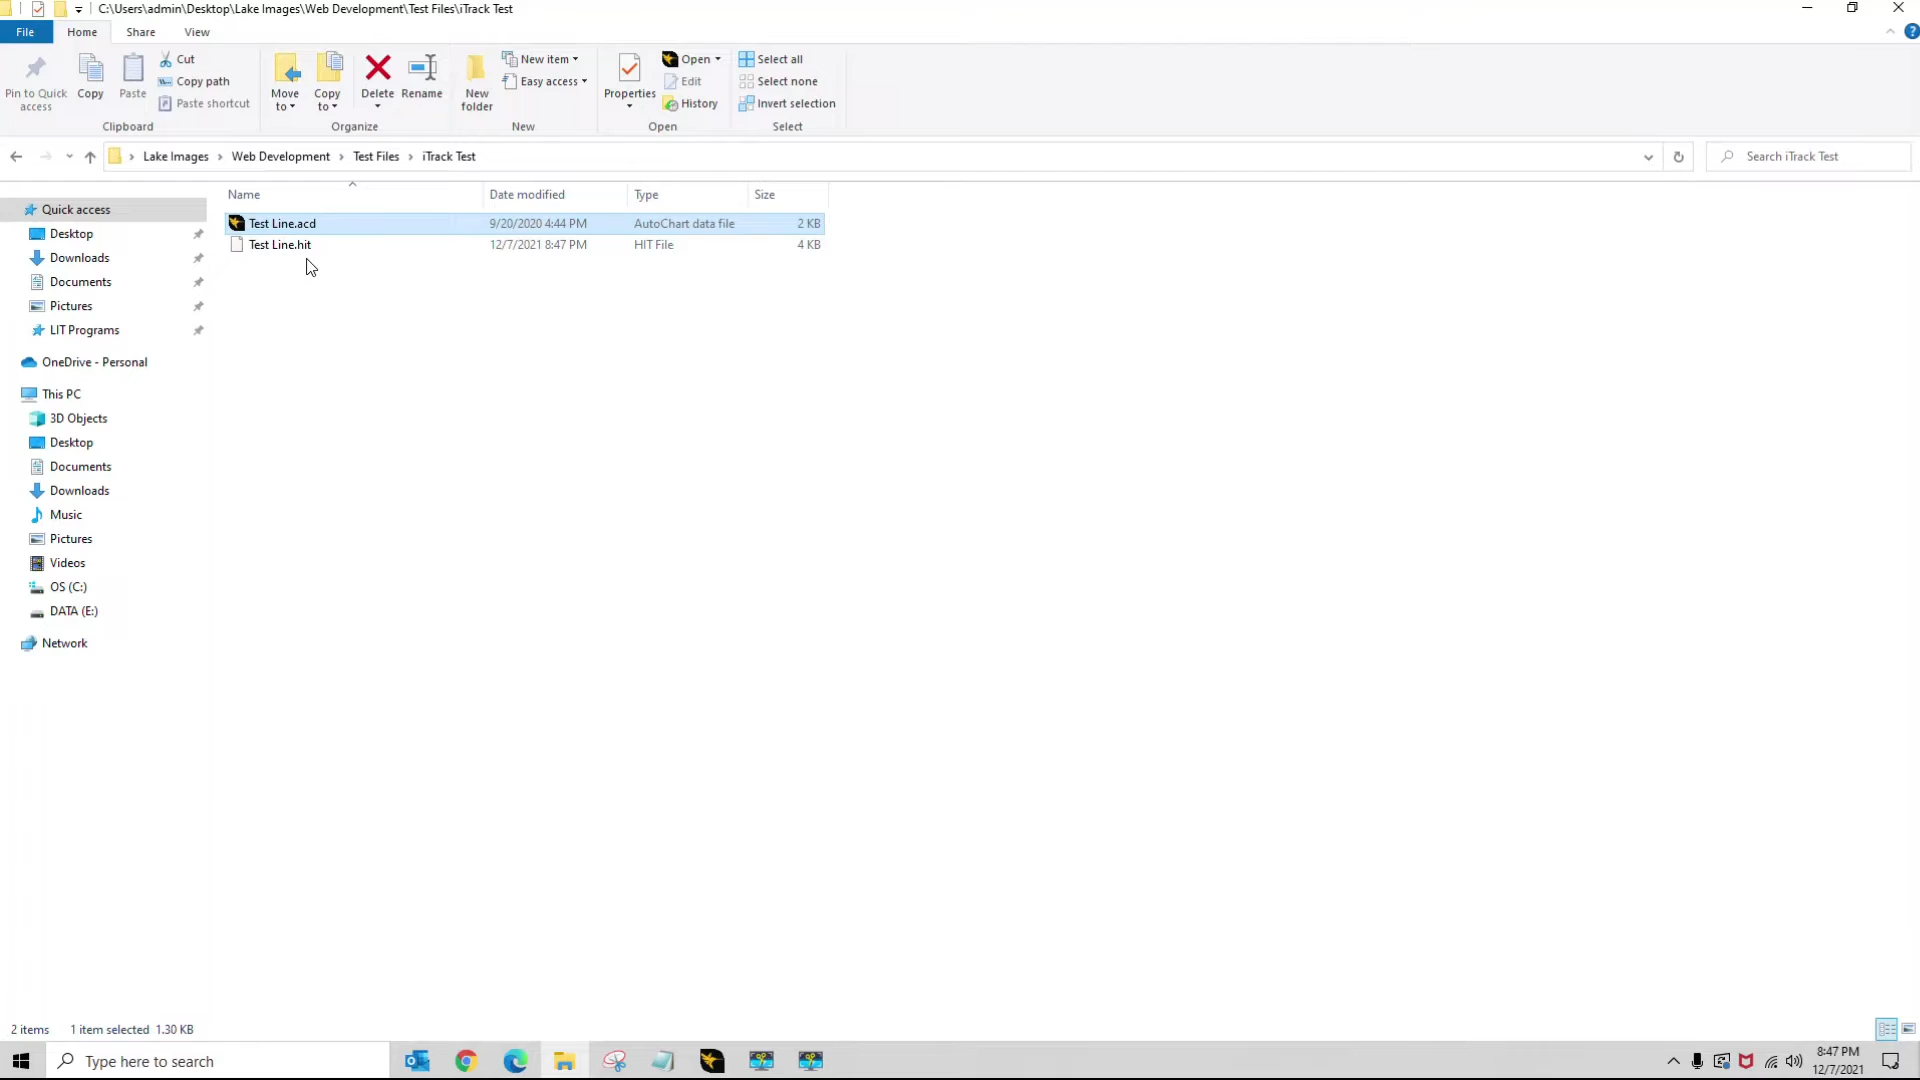 C:\Users\admin\Desktop\Lake Images\Web Development\Test Files\iTrack Test
File Home Share View
Pin to Quick access
Copy
Paste
Cut
Copy path
Paste shortcut
Clipboard
Move to
Copy to
Delete
Rename
Organize
New folder
New item
Easy access
New
Properties
Open
Edit
History
Open
Select all
Select none
Invert selection
Select
Lake Images › Web Development › Test Files › iTrack Test
Search iTrack Test
Name Date modified Type Size
Test Line.acd 9/20/2020 4:44 PM AutoChart data file 2 KB
Test Line.hit 12/7/2021 8:47 PM HIT File 4 KB
Quick access
Desktop
Downloads
Documents
Pictures
LIT Programs
OneDrive - Personal
This PC
3D Objects
Desktop
Documents
Downloads
Music
Pictures
Videos
OS (C:)
DATA (E:)
Network
2 items 1 item selected 1.30 KB
Type here to search
8:47 PM
12/7/2021